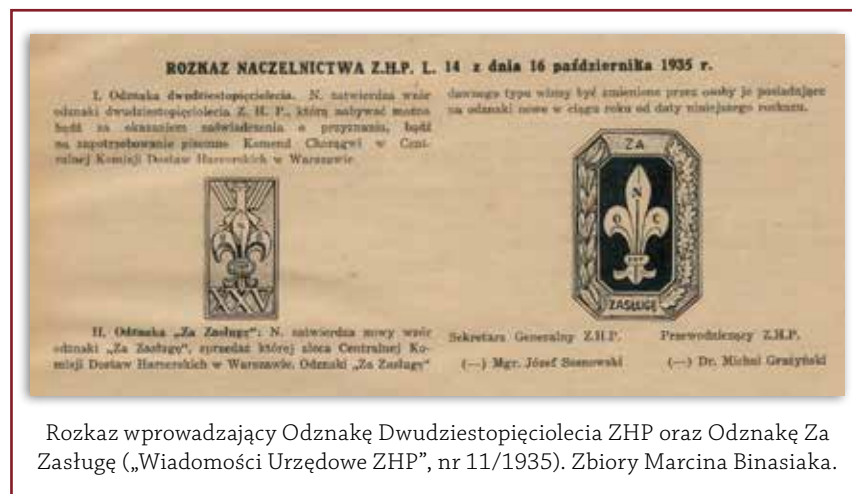 ROZKAZ NACZELNICTWA Z.H.P. L. 14 z dnia 16 października 1935 r.
I. Odznaka dwudziestopięciolecia. N. zatwierdza wzór
odznaki dwudziestopięciolecia Z. H. P., którą nabywać można
bądź za okazaniem zaświadczenia o przyznaniu, bądź
na zapotrzebowanie pisemne Komend Chorągwi w Cent-
ralnej Komisji Dostaw Harcerskich w Warszawie.
XXV
II. Odznaka „Za Zasługę”: N. zatwierdza nowy wzór
odznaki „Za Zasługę”, sprzedaż której zleca Centralnej Ko-
misji Dostaw Harcerskich w Warszawie. Odznaki „Za Zasługę”
dawnego typu winny być zmienione przez osoby je posiadające
na odznaki nowe w ciągu roku od daty niniejszego rozkazu.
ZA
O N C
ZASŁUGĘ
Sekretarz Generalny Z.H.P. Przewodniczący Z.H.P.
(—) Mgr. Józef Sosnowski (—) Dr. Michał Grażyński
Rozkaz wprowadzający Odznakę Dwudziestopięciolecia ZHP oraz Odznakę Za
Zasługę („Wiadomości Urzędowe ZHP”, nr 11/1935). Zbiory Marcina Binasiaka.